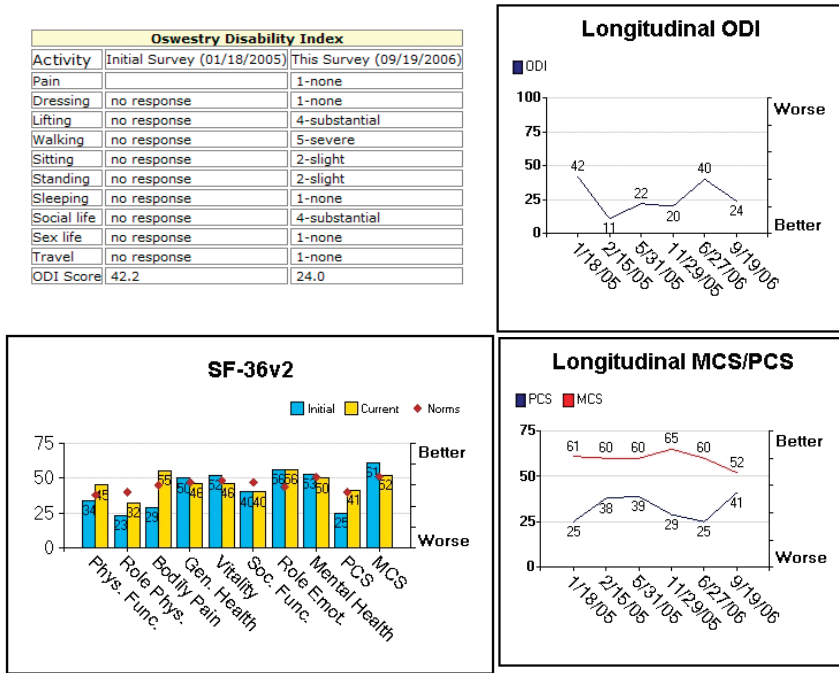 Oswestry Disability Index
Activity Initial Survey (01/18/2005) This Survey (09/19/2006)
Pain 1-none
Dressing no response 1-none
Lifting no response 4-substantial
Walking no response 5-severe
Sitting no response 2-slight
Standing no response 2-slight
Sleeping no response 1-none
Social life no response 4-substantial
Sex life no response 1-none
Travel no response 1-none
ODI Score 42.2 24.0
Longitudinal ODI
ODI
100
75
50
25
0
Worse
Better
42
11
22
20
40
24
1/18/05
2/15/05
5/31/05
11/29/05
6/27/06
9/19/06
SF-36v2
Initial Current Norms
75
50
25
0
Better
Worse
34 45
23 32
29 55
50 46
52 46
40 40
56 56
53 50
25 41
61 52
Phys. Func.
Role Phys.
Bodily Pain
Gen. Health
Vitality
Soc. Func.
Role Emot.
Mental Health
PCS
MCS
Longitudinal MCS/PCS
PCS MCS
75
50
25
0
Better
Worse
61 60 60 65 60 52
25 38 39 29 25 41
1/18/05
2/15/05
5/31/05
11/29/05
6/27/06
9/19/06